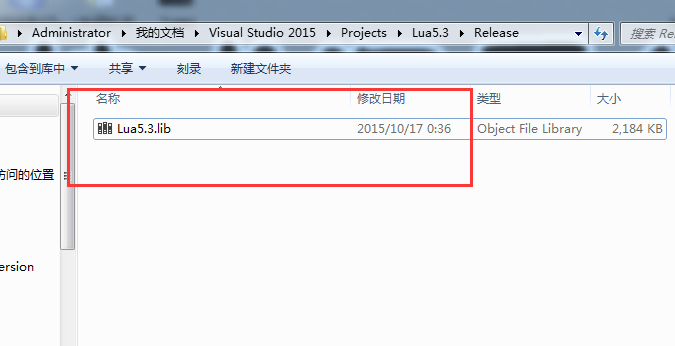 Administrator 我的文档 Visual Studio 2015 Projects Lua5.3 Release 搜索 Re
包含到库中 共享 刻录 新建文件夹
名称 修改日期 类型 大小
Lua5.3.lib 2015/10/17 0:36 Object File Library 2,184 KB
访问的位置
ersion